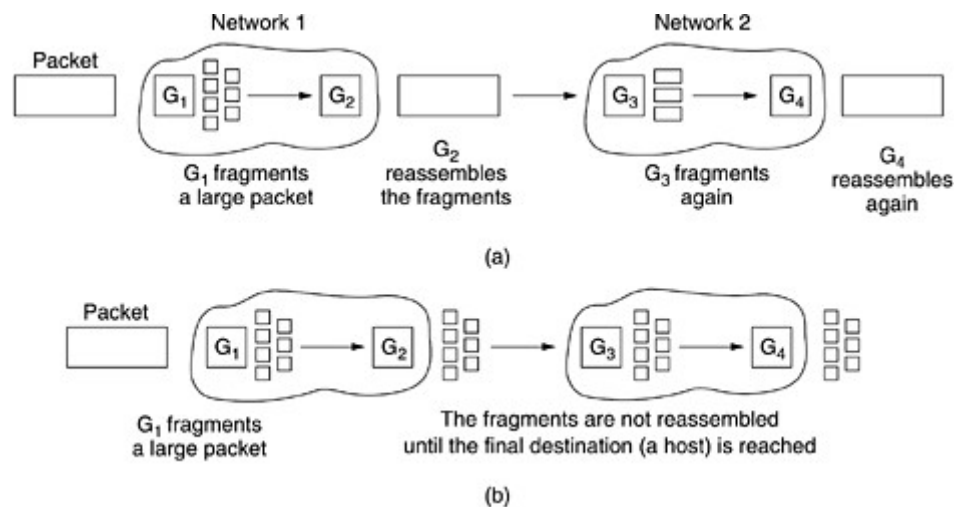 Network 1
Network 2
Packet
G₁
G₂
G₃
G₄
G₁ fragments
a large packet
G₂
reassembles
the fragments
G₃ fragments
again
G₄
reassembles
again
(a)
Packet
G₁
G₂
G₃
G₄
G₁ fragments
a large packet
The fragments are not reassembled
until the final destination (a host) is reached
(b)